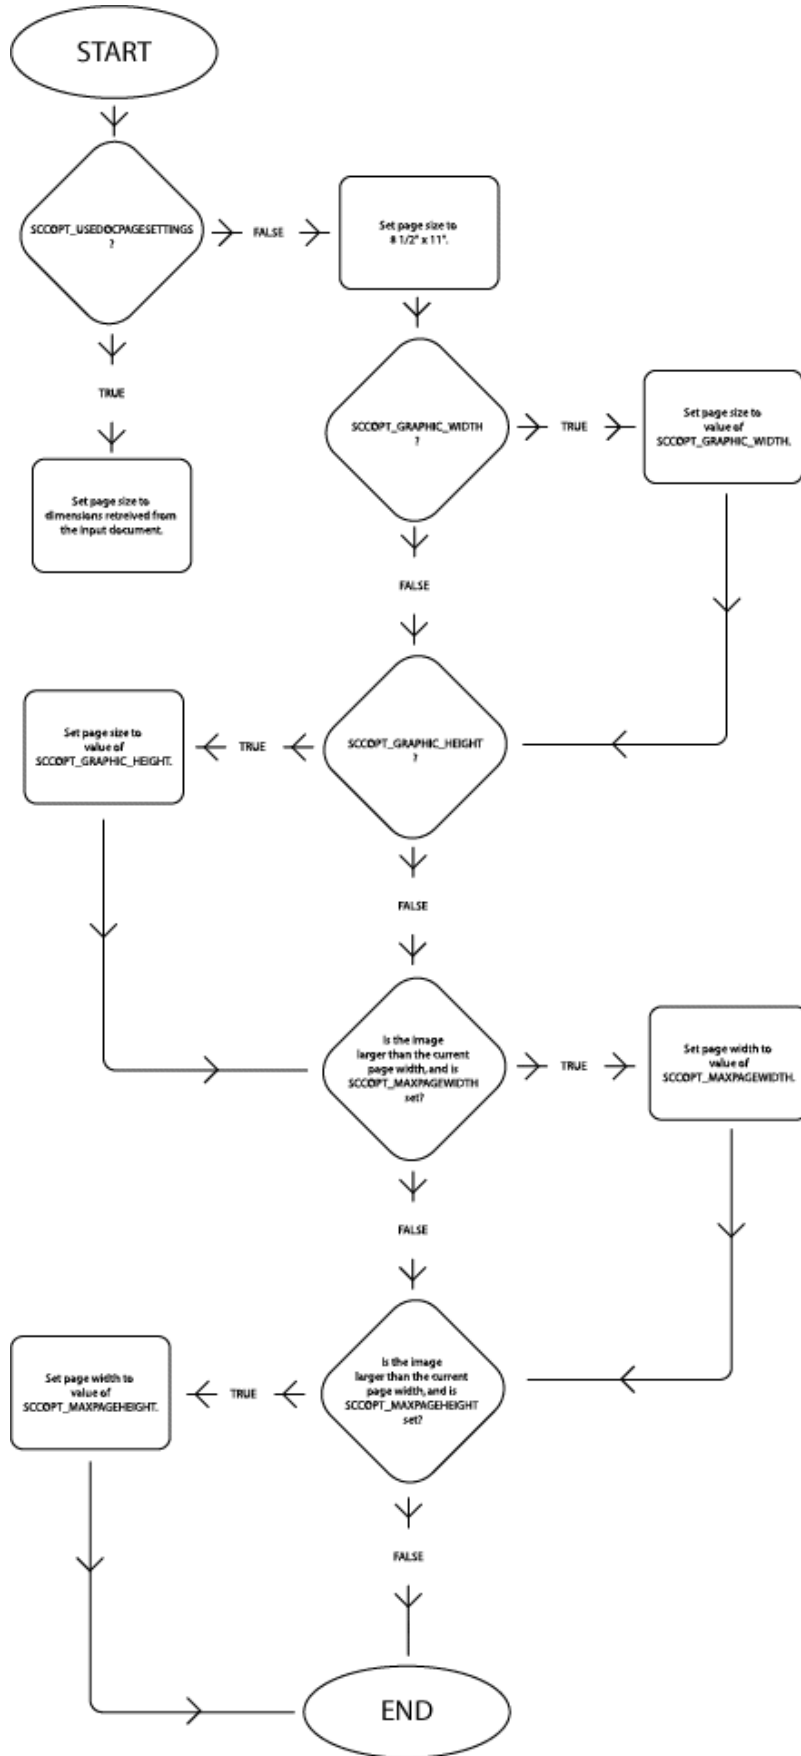 START
SCCOPT_USEDOCPAGESETTINGS
?
FALSE
Set page size to
8 1/2" x 11".
TRUE
Set page size to
dimensions retreived from
the input document.
SCCOPT_GRAPHIC_WIDTH
?
TRUE
Set page size to
value of
SCCOPT_GRAPHIC_WIDTH.
FALSE
Set page size to
value of
SCCOPT_GRAPHIC_HEIGHT.
TRUE
SCCOPT_GRAPHIC_HEIGHT
?
FALSE
Is the image
larger than the current
page width, and is
SCCOPT_MAXPAGEWIDTH
set?
TRUE
Set page width to
value of
SCCOPT_MAXPAGEWIDTH.
FALSE
Set page width to
value of
SCCOPT_MAXPAGEHEIGHT.
TRUE
Is the image
larger than the current
page width, and is
SCCOPT_MAXPAGEHEIGHT
set?
FALSE
END